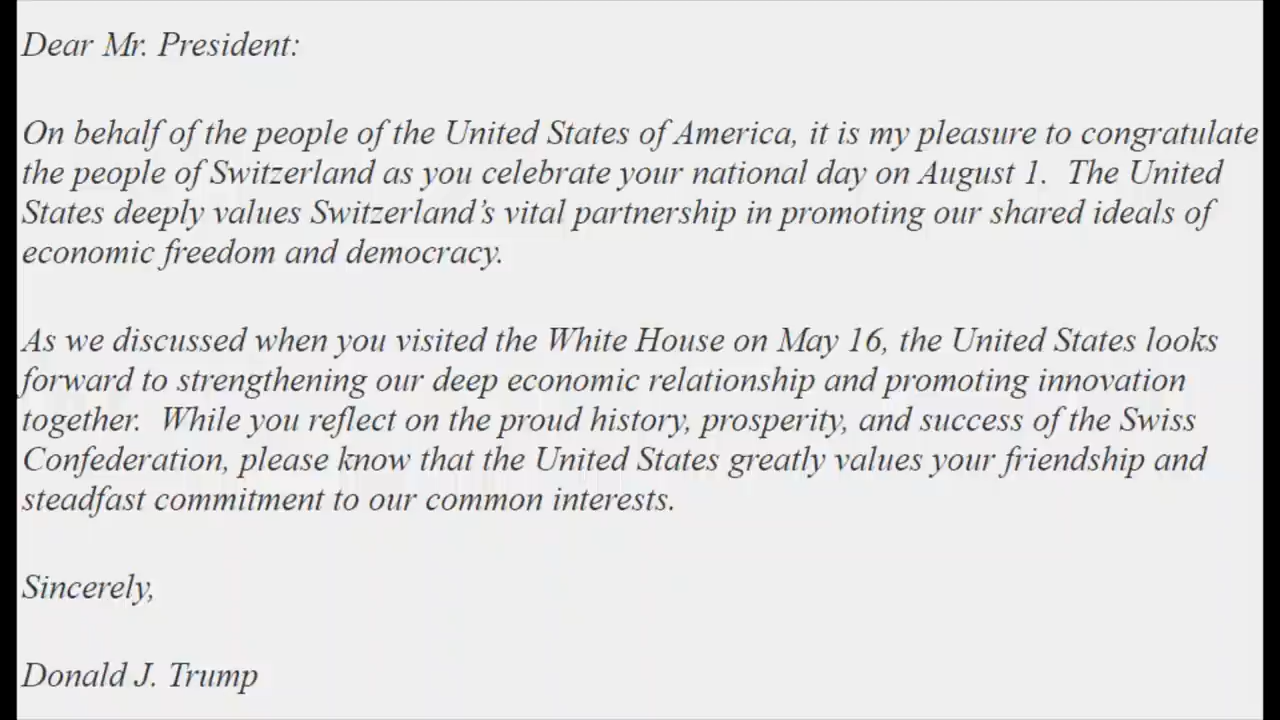 Dear Mr. President:
On behalf of the people of the United States of America, it is my pleasure to congratulate
the people of Switzerland as you celebrate your national day on August 1.  The United
States deeply values Switzerland’s vital partnership in promoting our shared ideals of
economic freedom and democracy.
As we discussed when you visited the White House on May 16, the United States looks
forward to strengthening our deep economic relationship and promoting innovation
together.  While you reflect on the proud history, prosperity, and success of the Swiss
Confederation, please know that the United States greatly values your friendship and
steadfast commitment to our common interests.
Sincerely,
Donald J. Trump